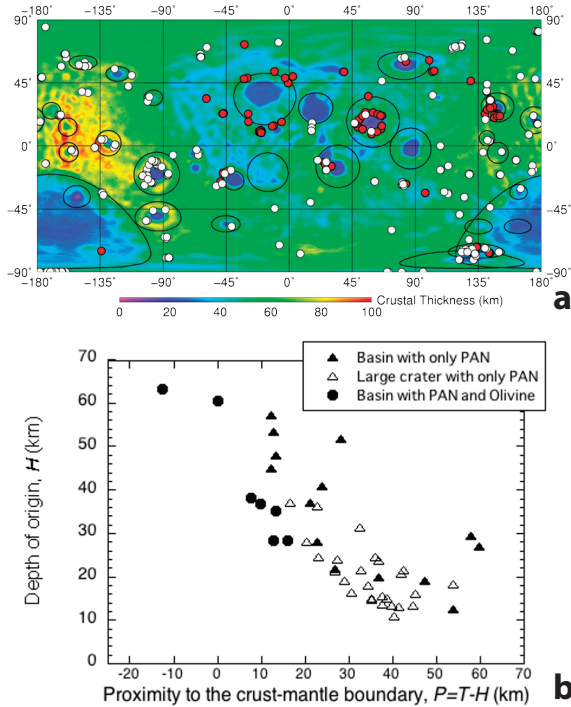 −180° −135° −90° −45° 0° 45° 90° 135° 180°
90° 90°
45° 45°
0° 0°
−45° −45°
−90° −90°
−180° −135° −90° −45° 0° 45° 90° 135° 180°
Crustal Thickness (km)
0 20 40 60 80 100
a
Basin with only PAN
Large crater with only PAN
Basin with PAN and Olivine
Depth of origin, H (km)
70
60
50
40
30
20
10
0
-20 -10 0 10 20 30 40 50 60 70
Proximity to the crust-mantle boundary, P=T-H (km)
b